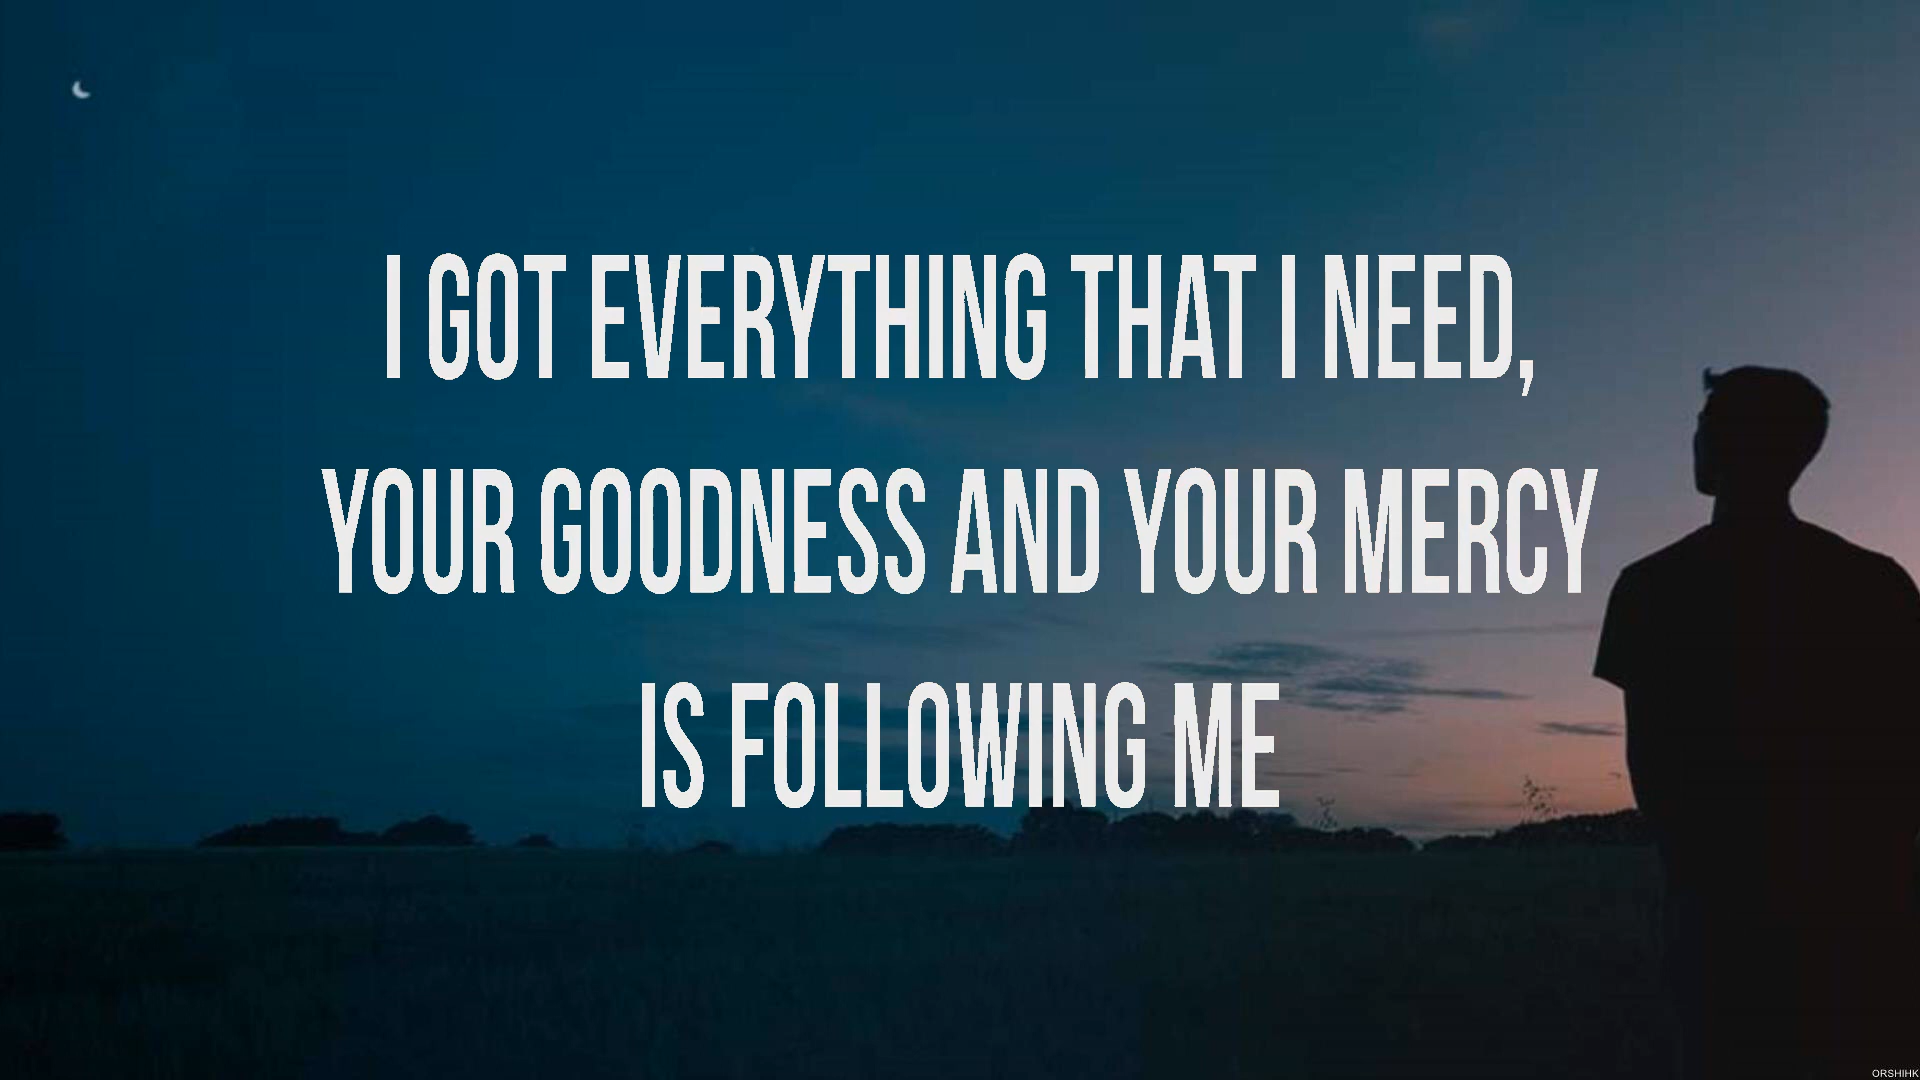 I GOT EVERYTHING THAT I NEED,
YOUR GOODNESS AND YOUR MERCY
IS FOLLOWING ME
ORSHIHK